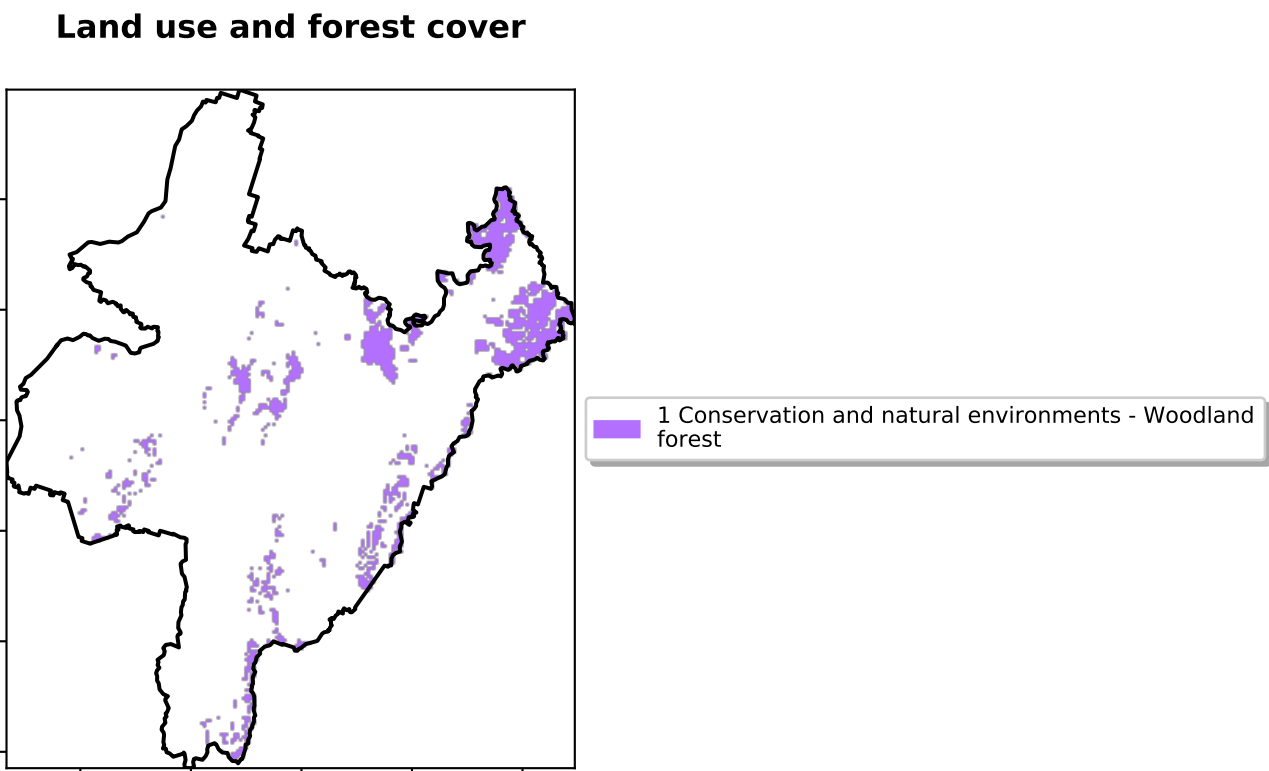 Land use and forest cover
1 Conservation and natural environments - Woodland
forest